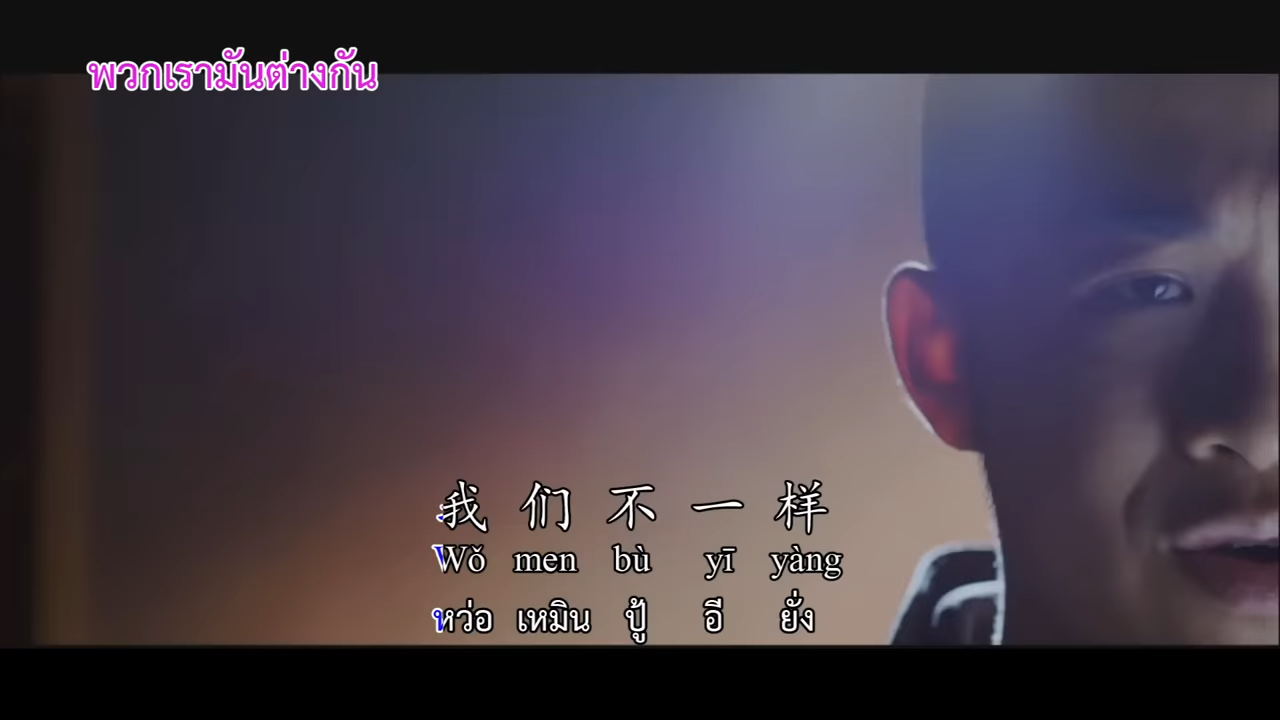 พวกเรามันต่างกัน
我们不一样
Wǒ men bù yī yàng
หว่อ เหมิน ปู้ อี ยั่ง